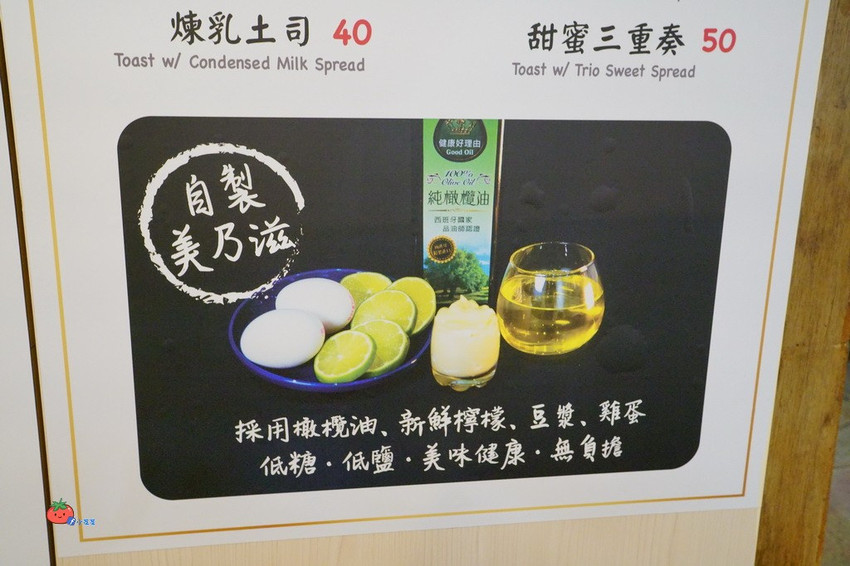 煉乳土司 40
Toast w/ Condensed Milk Spread
甜蜜三重奏 50
Toast w/ Trio Sweet Spread
自製
美乃滋
健康好理由
Good Oil
100%
Olive Oil
純橄欖油
西班牙國家
品油師認證
採用橄欖油、新鮮檸檬、豆漿、雞蛋
低糖·低鹽·美味健康·無負擔